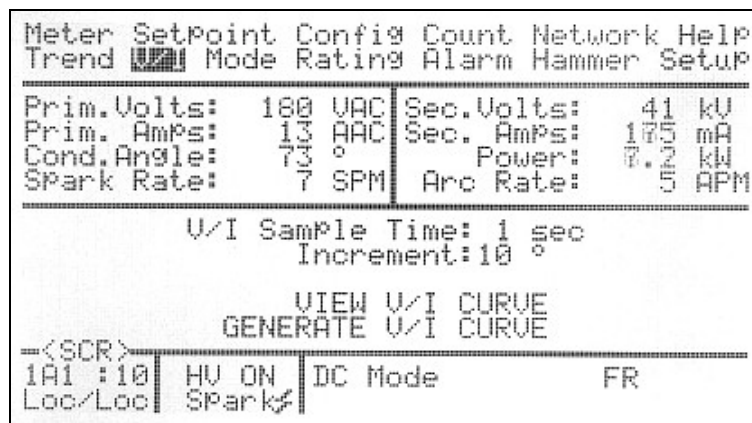 Meter Setpoint Config Count Network Help
Trend V/I Mode Rating Alarm Hammer Setup
Prim.Volts: 180 VAC Sec.Volts: 41 kV
Prim. Amps: 13 AAC Sec. Amps: mA
Cond.Angle: 73 ° Power: kW
Spark Rate: 7 SPM Arc Rate: 5 APM
V/I Sample Time: 1 sec
Increment:10 °
VIEW V/I CURVE
GENERATE V/I CURVE
<SCR>
1A1 :10 HV ON DC Mode FR
Loc/Loc Spark